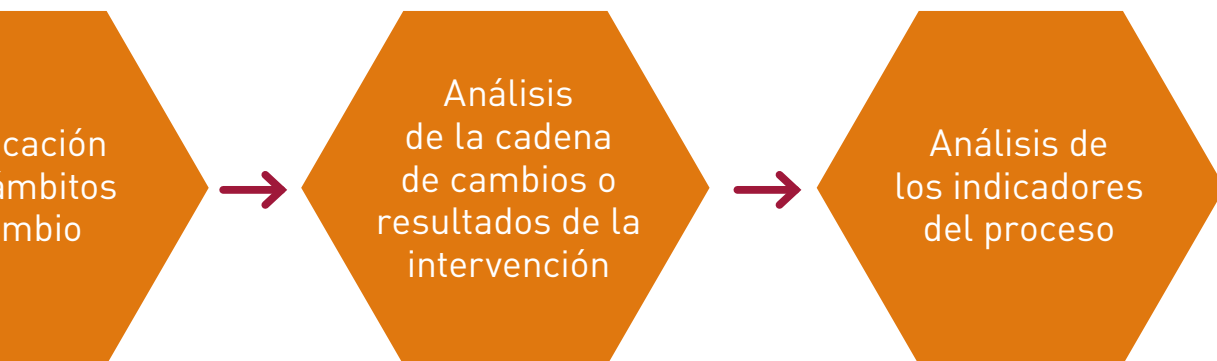 cación
ámbitos
mbio
Análisis
de la cadena
de cambios o
resultados de la
intervención
Análisis de
los indicadores
del proceso